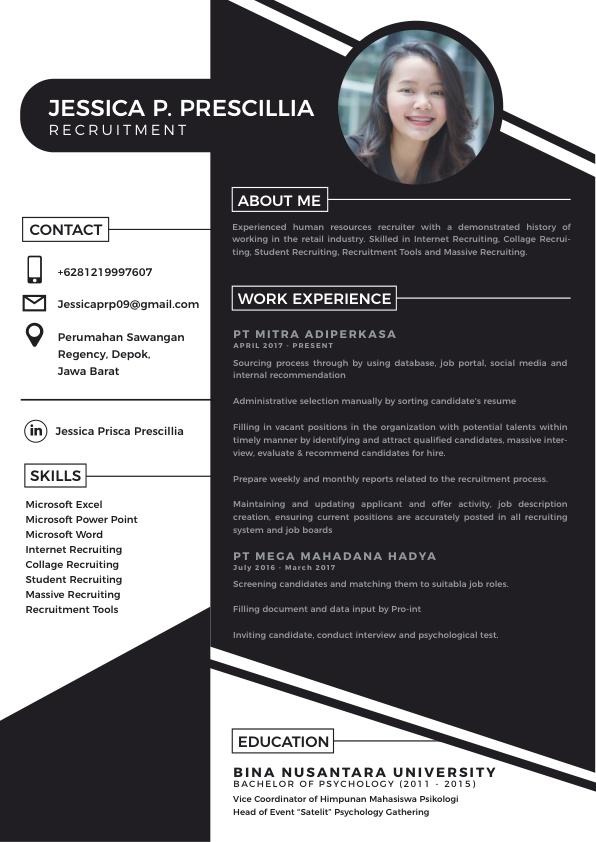 JESSICA P. PRESCILLIA
RECRUITMENT
CONTACT
+6281219997607
Jessicaprp09@gmail.com
Perumahan Sawangan
Regency, Depok,
Jawa Barat
in
Jessica Prisca Prescillia
SKILLS
Microsoft Excel
Microsoft Power Point
Microsoft Word
Internet Recruiting
Collage Recruiting
Student Recruiting
Massive Recruiting
Recruitment Tools
ABOUT ME
Experienced human resources recruiter with a demonstrated history of
working in the retail industry. Skilled in Internet Recruiting, Collage Recrui-
ting, Student Recruiting, Recruitment Tools and Massive Recruiting.
WORK EXPERIENCE
PT MITRA ADIPERKASA
APRIL 2017 - PRESENT
Sourcing process through by using database, job portal, social media and
internal recommendation
Administrative selection manually by sorting candidate's resume
Filling in vacant positions in the organization with potential talents within
timely manner by identifying and attract qualified candidates, massive inter-
view, evaluate & recommend candidates for hire.
Prepare weekly and monthly reports related to the recruitment process.
Maintaining and updating applicant and offer activity, job description
creation, ensuring current positions are accurately posted in all recruiting
system and job boards
PT MEGA MAHADANA HADYA
July 2016 - March 2017
Screening candidates and matching them to suitabla job roles.
Filling document and data input by Pro-int
Inviting candidate, conduct interview and psychological test.
EDUCATION
BINA NUSANTARA UNIVERSITY
BACHELOR OF PSYCHOLOGY (2011 - 2015)
Vice Coordinator of Himpunan Mahasiswa Psikologi
Head of Event "Satelit" Psychology Gathering